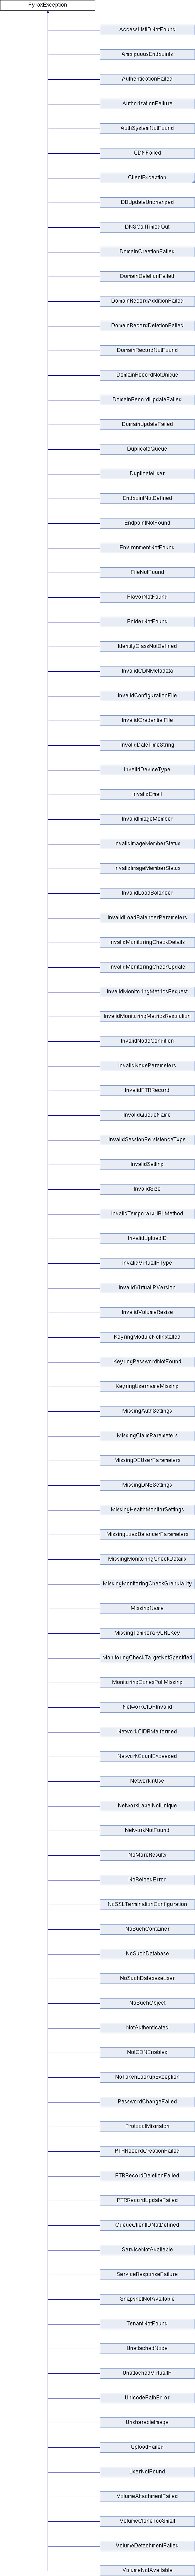 PyraxException
AccessListIDNotFound
AmbiguousEndpoints
AuthenticationFailed
AuthorizationFailure
AuthSystemNotFound
CDNFailed
ClientException
DBUpdateUnchanged
DNSCallTimedOut
DomainCreationFailed
DomainDeletionFailed
DomainRecordAdditionFailed
DomainRecordDeletionFailed
DomainRecordNotFound
DomainRecordNotUnique
DomainRecordUpdateFailed
DomainUpdateFailed
DuplicateQueue
DuplicateUser
EndpointNotDefined
EndpointNotFound
EnvironmentNotFound
FileNotFound
FlavorNotFound
FolderNotFound
IdentityClassNotDefined
InvalidCDNMetadata
InvalidConfigurationFile
InvalidCredentialFile
InvalidDateTimeString
InvalidDeviceType
InvalidEmail
InvalidImageMember
InvalidImageMemberStatus
InvalidImageMemberStatus
InvalidLoadBalancer
InvalidLoadBalancerParameters
InvalidMonitoringCheckDetails
InvalidMonitoringCheckUpdate
InvalidMonitoringMetricsRequest
InvalidMonitoringMetricsResolution
InvalidNodeCondition
InvalidNodeParameters
InvalidPTRRecord
InvalidQueueName
InvalidSessionPersistenceType
InvalidSetting
InvalidSize
InvalidTemporaryURLMethod
InvalidUploadID
InvalidVirtualIPType
InvalidVirtualIPVersion
InvalidVolumeResize
KeyringModuleNotInstalled
KeyringPasswordNotFound
KeyringUsernameMissing
MissingAuthSettings
MissingClaimParameters
MissingDBUserParameters
MissingDNSSettings
MissingHealthMonitorSettings
MissingLoadBalancerParameters
MissingMonitoringCheckDetails
MissingMonitoringCheckGranularity
MissingName
MissingTemporaryURLKey
MonitoringCheckTargetNotSpecified
MonitoringZonesPollMissing
NetworkCIDRInvalid
NetworkCIDRMalformed
NetworkCountExceeded
NetworkInUse
NetworkLabelNotUnique
NetworkNotFound
NoMoreResults
NoReloadError
NoSSLTerminationConfiguration
NoSuchContainer
NoSuchDatabase
NoSuchDatabaseUser
NoSuchObject
NotAuthenticated
NotCDNEnabled
NoTokenLookupException
PasswordChangeFailed
ProtocolMismatch
PTRRecordCreationFailed
PTRRecordDeletionFailed
PTRRecordUpdateFailed
QueueClientIDNotDefined
ServiceNotAvailable
ServiceResponseFailure
SnapshotNotAvailable
TenantNotFound
UnattachedNode
UnattachedVirtualIP
UnicodePathError
UnsharableImage
UploadFailed
UserNotFound
VolumeAttachmentFailed
VolumeCloneTooSmall
VolumeDetachmentFailed
VolumeNotAvailable